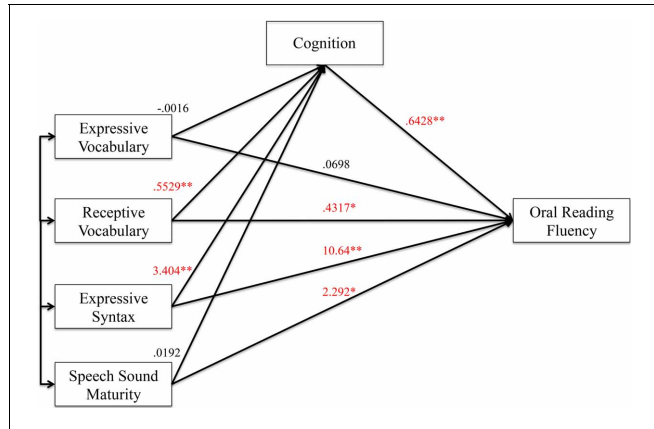 Cognition
-.0016
.6428**
Expressive
Vocabulary
.0698
.5529**
.4317*
Receptive
Vocabulary
Oral Reading
Fluency
10.64**
3.404**
Expressive
Syntax
2.292*
.0192
Speech Sound
Maturity